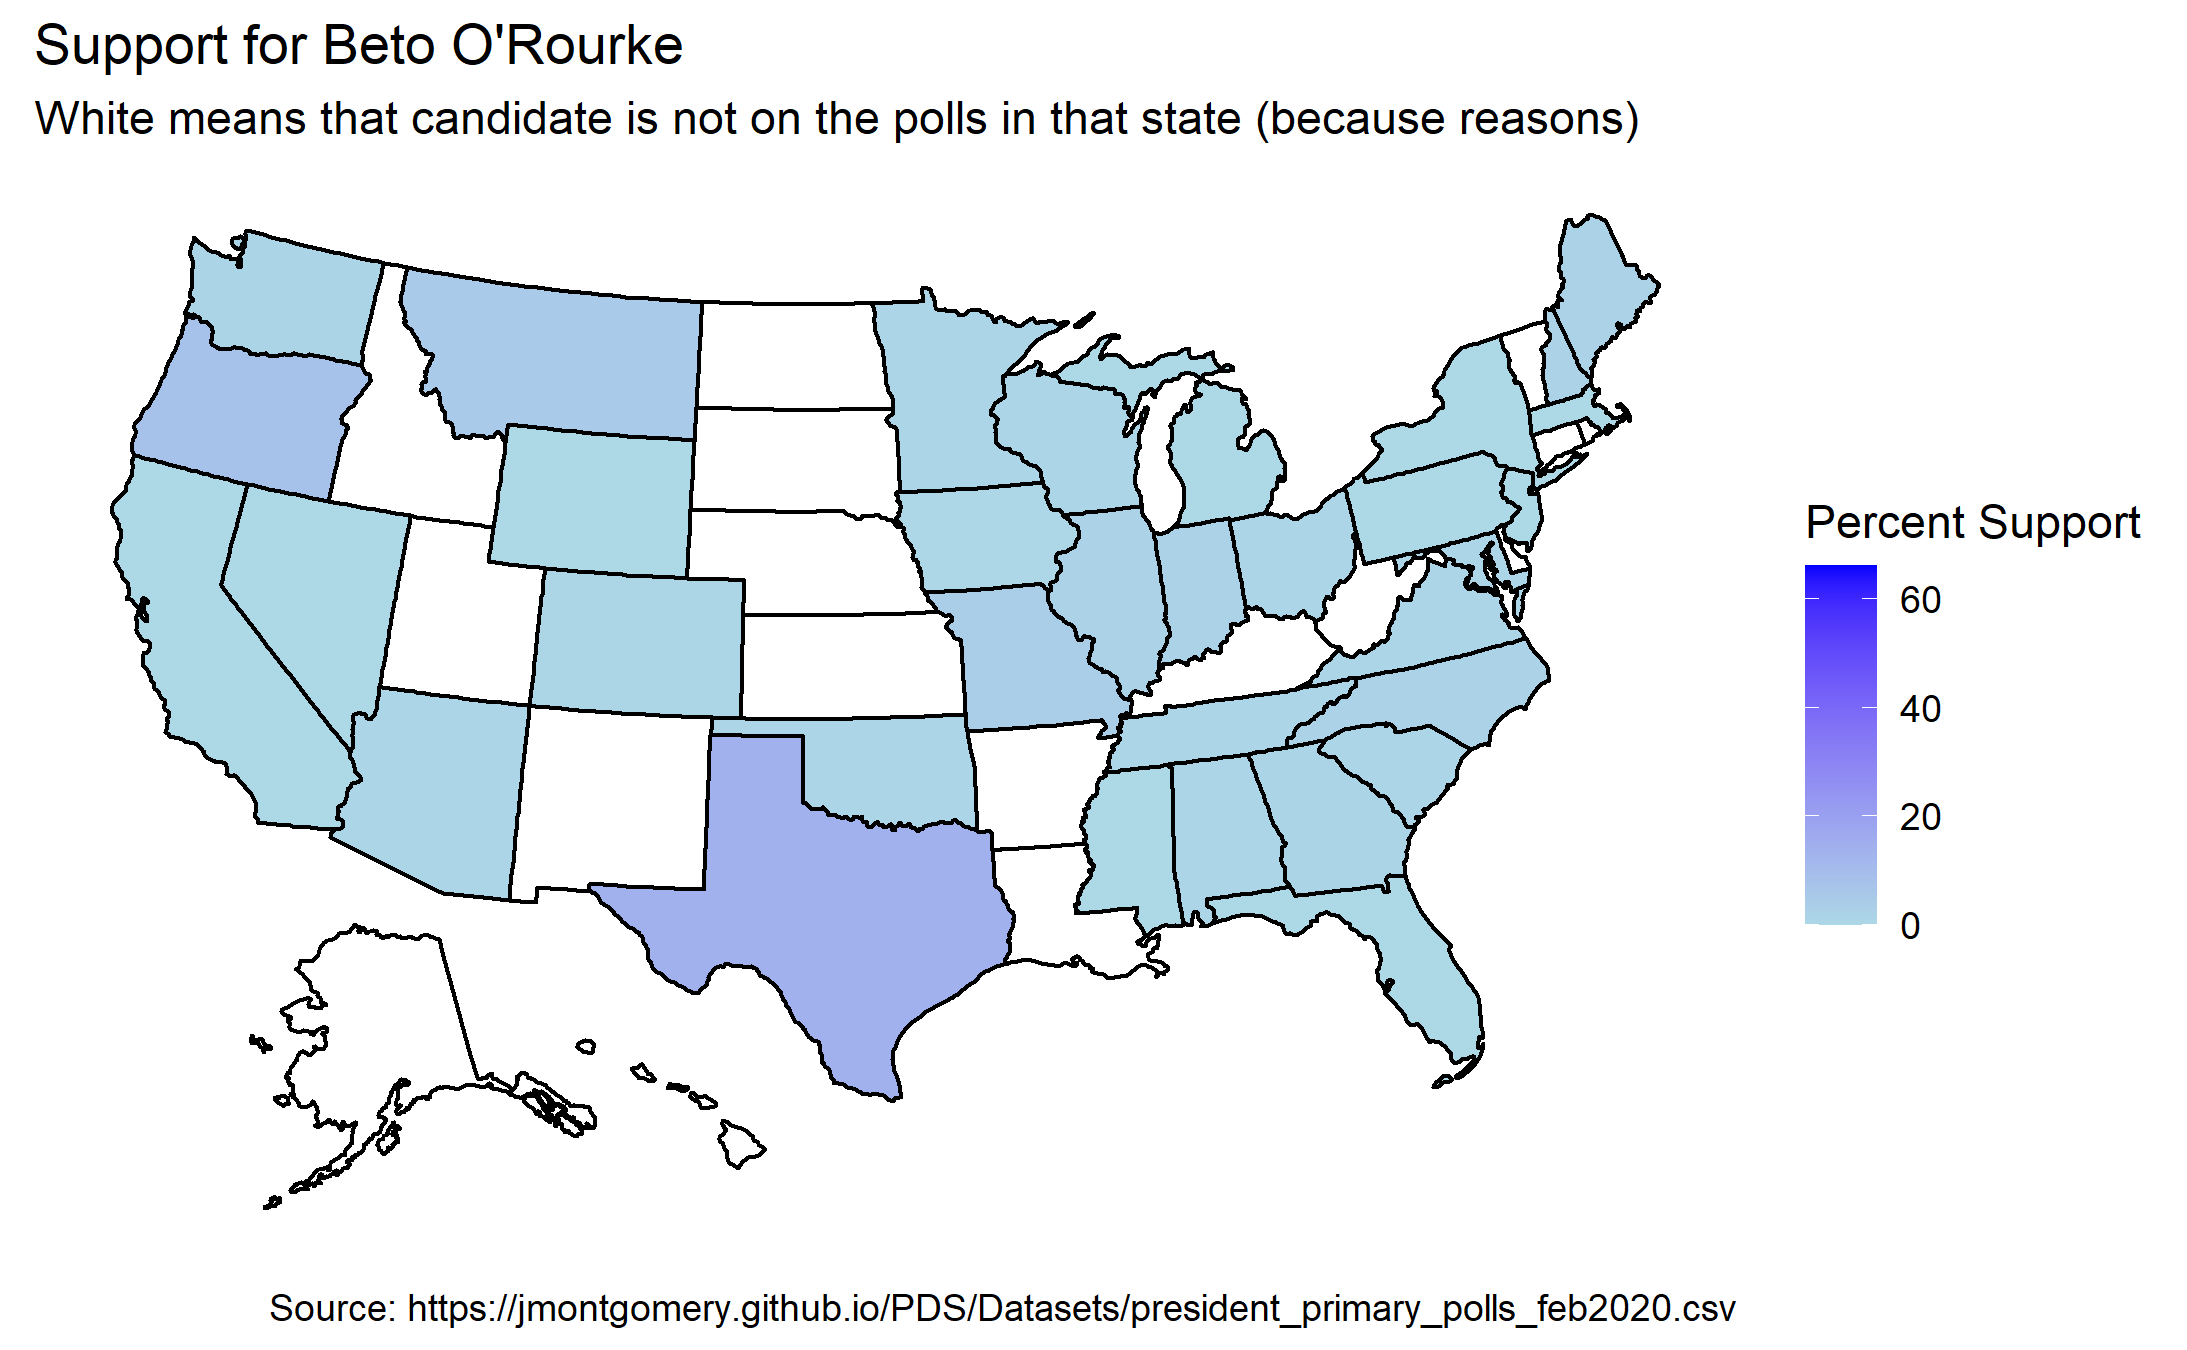 Support for Beto O'Rourke
White means that candidate is not on the polls in that state (because reasons)
Percent Support
60
40
20
0
Source: https://jmontgomery.github.io/PDS/Datasets/president_primary_polls_feb2020.csv